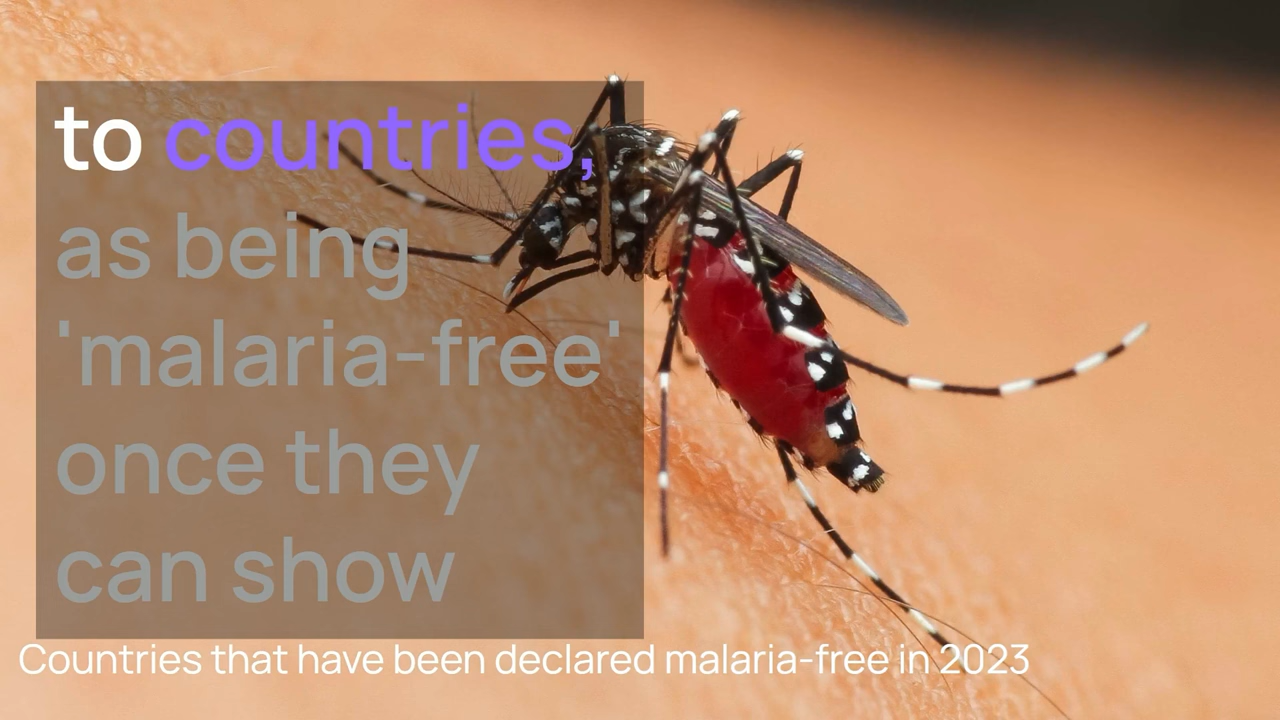 to countries,
as being
'malaria-free'
once they
can show
Countries that have been declared malaria-free in 2023